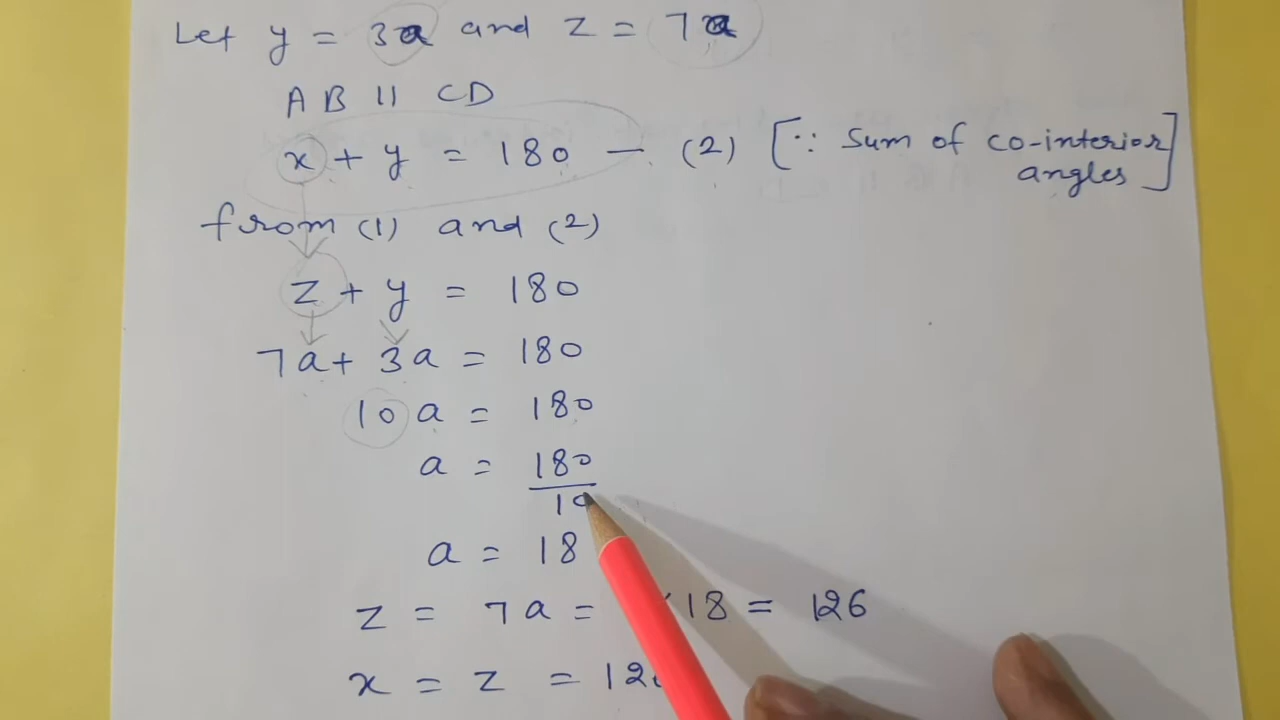 Let y = 3a and z = 7a
AB || CD
x + y = 180 — (2) [∵ Sum of co-interior angles]
from (1) and (2)
z + y = 180
7a + 3a = 180
10a = 180
a = 180/10
a = 18
z = 7a = 18 = 126
x = z = 12